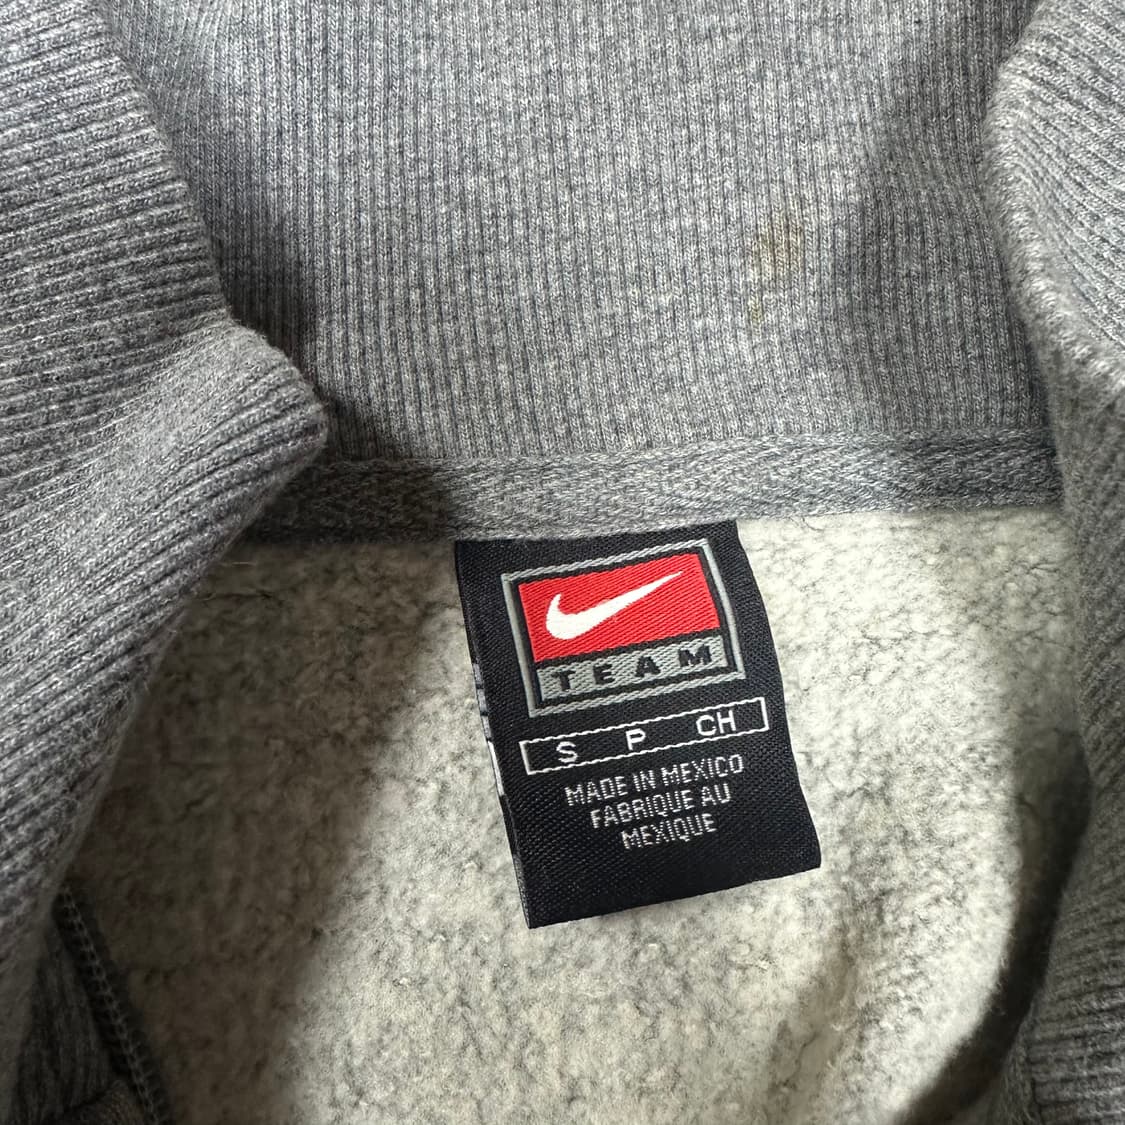 TEAM
S P CH
MADE IN MEXICO
FABRIQUE AU
MEXIQUE